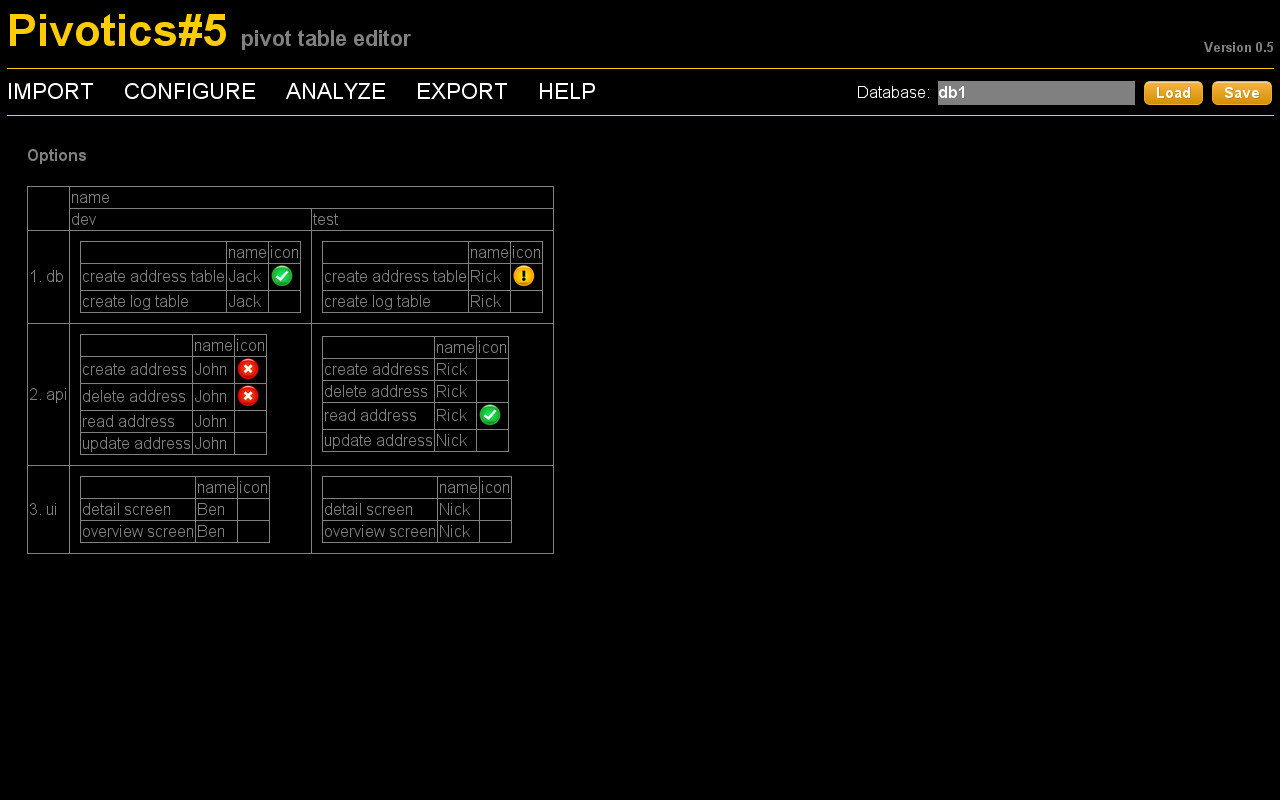 Pivotics#5 pivot table editor
Version 0.5
IMPORT CONFIGURE ANALYZE EXPORT HELP Database: db1 Load Save
Options
name
dev test
1. db
name icon
create address table Jack
create log table Jack
name icon
create address table Rick
create log table Rick
2. api
name icon
create address John
delete address John
read address John
update address John
name icon
create address Rick
delete address Rick
read address Rick
update address Nick
3. ui
name icon
detail screen Ben
overview screen Ben
name icon
detail screen Nick
overview screen Nick